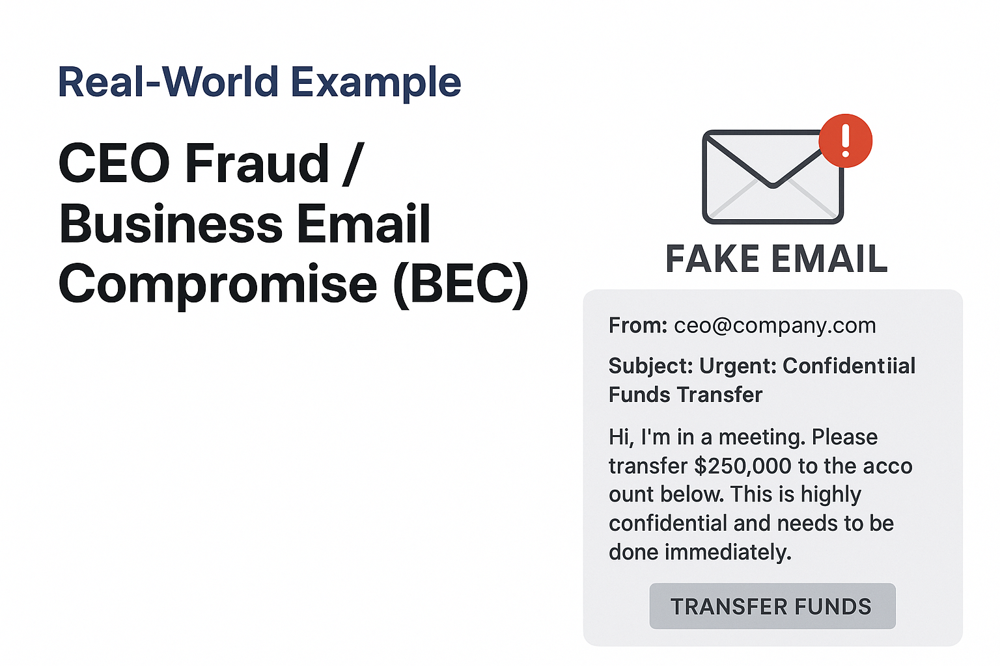 Real-World Example
CEO Fraud /
Business Email
Compromise (BEC)
FAKE EMAIL
From: ceo@company.com
Subject: Urgent: Confidentiial
Funds Transfer
Hi, I'm in a meeting. Please
transfer $250,000 to the acco
ount below. This is highly
confidential and needs to be
done immediately.
TRANSFER FUNDS